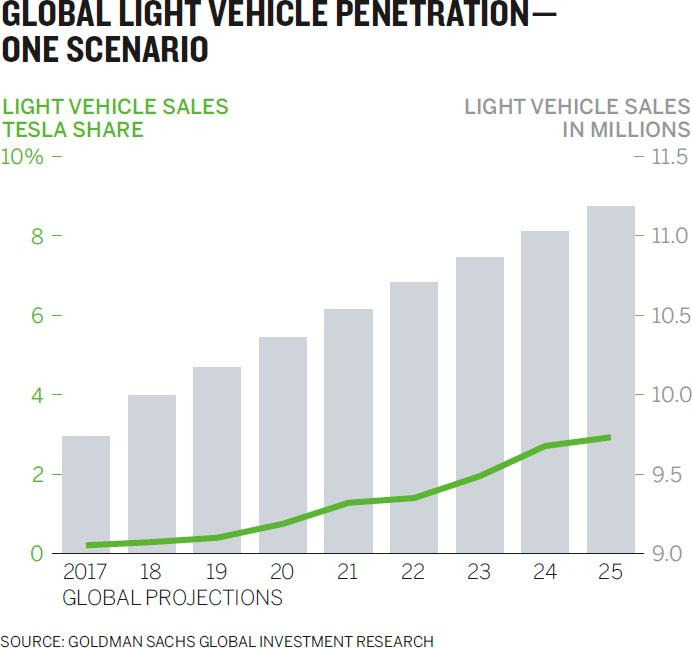 GLOBAL LIGHT VEHICLE PENETRATION—
ONE SCENARIO
LIGHT VEHICLE SALES
TESLA SHARE
LIGHT VEHICLE SALES
IN MILLIONS
10%
8
6
4
2
0
11.5
11.0
10.5
10.0
9.5
9.0
2017 18 19 20 21 22 23 24 25
GLOBAL PROJECTIONS
SOURCE: GOLDMAN SACHS GLOBAL INVESTMENT RESEARCH